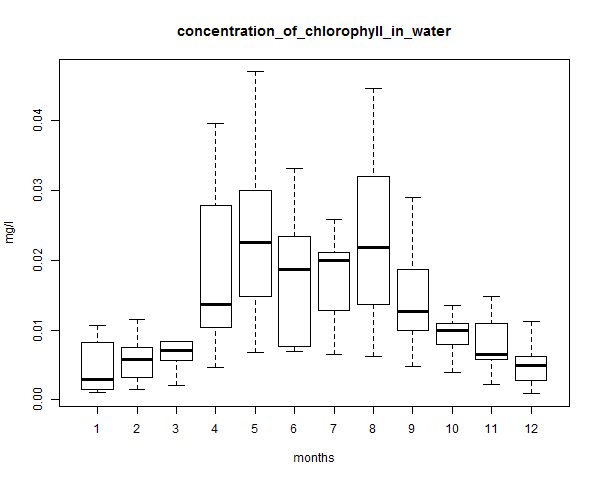 concentration_of_chlorophyll_in_water
mg/l
0.04
0.03
0.02
0.01
0.00
1 2 3 4 5 6 7 8 9 10 11 12
months